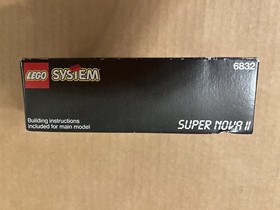 6832
LEGO SYSTEM
Building instructions
included for main model
SUPER NOVA II